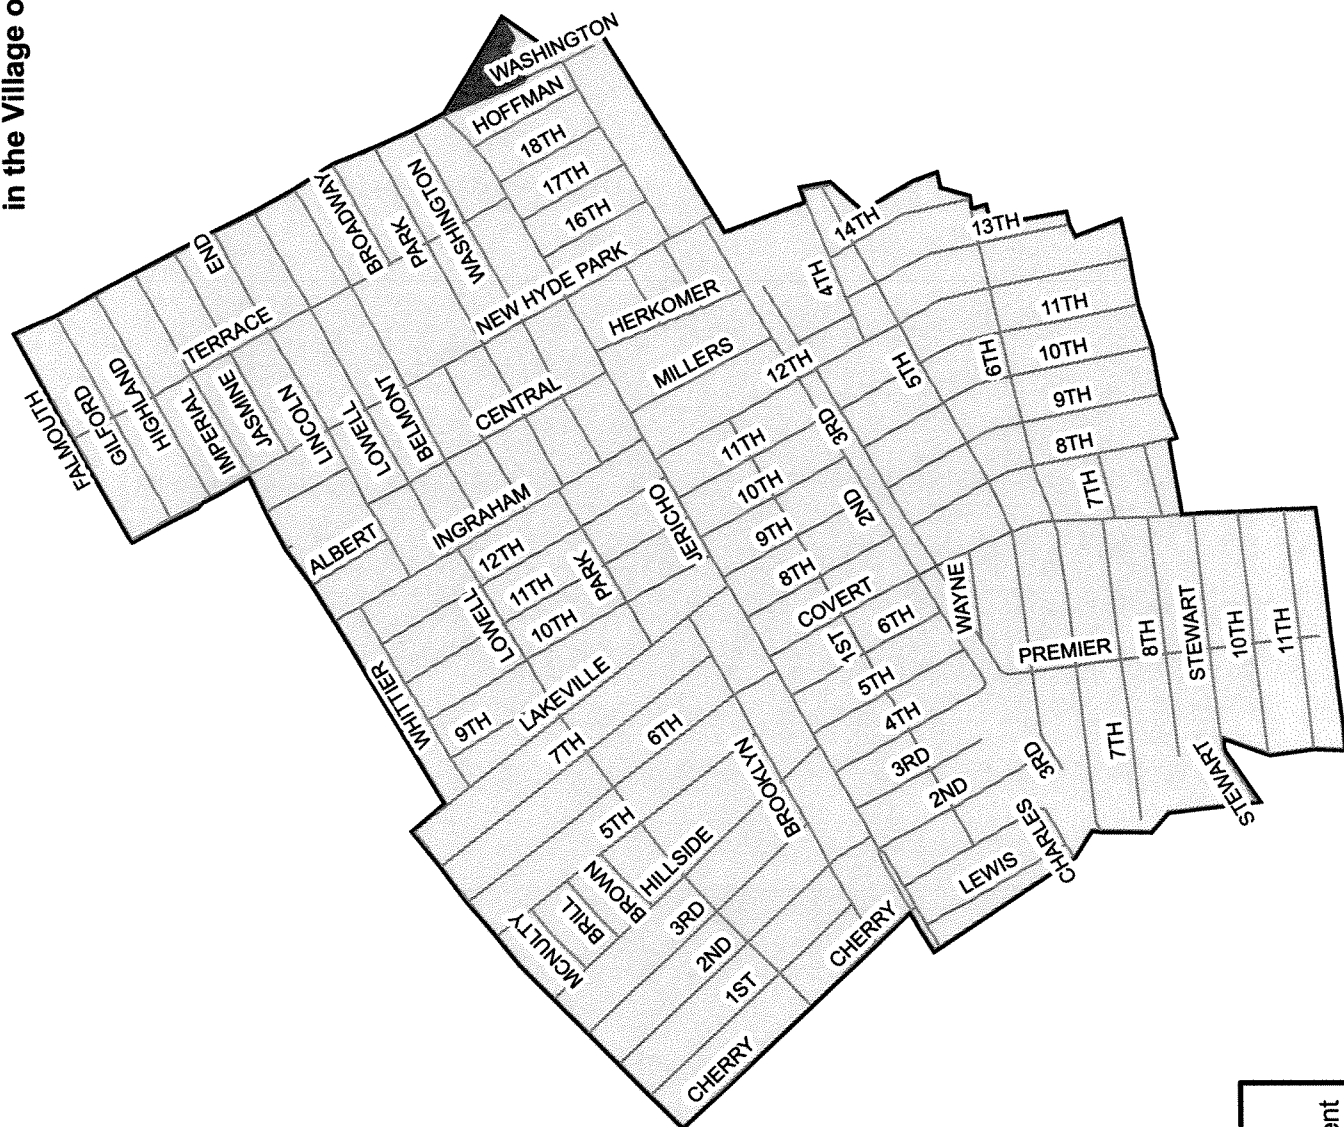 in the Village o
WASHINGTON
HOFFMAN
18TH
17TH
16TH
BROADWAY
PARK
WASHINGTON
END
TERRACE
NEW HYDE PARK
HERKOMER
MILLERS
14TH
13TH
4TH
12TH
5TH
6TH
11TH
10TH
9TH
8TH
7TH
FALMOUTH
GILFORD
HIGHLAND
IMPERIAL
JASMINE
LINCOLN
LOWELL
BELMONT
CENTRAL
INGRAHAM
ALBERT
12TH
11TH
10TH
PARK
JERICHO
11TH
10TH
9TH
8TH
3RD
2ND
COVERT
1ST
6TH
5TH
4TH
3RD
2ND
WAYNE
PREMIER
8TH
STEWART
10TH
11TH
7TH
3RD
STEWART
CHARLES
LEWIS
WHITTIER
LOWELL
9TH
LAKEVILLE
7TH
6TH
5TH
BROOKLYN
HILLSIDE
BROWN
BRILL
MCNULTY
3RD
2ND
1ST
CHERRY
CHERRY
ent